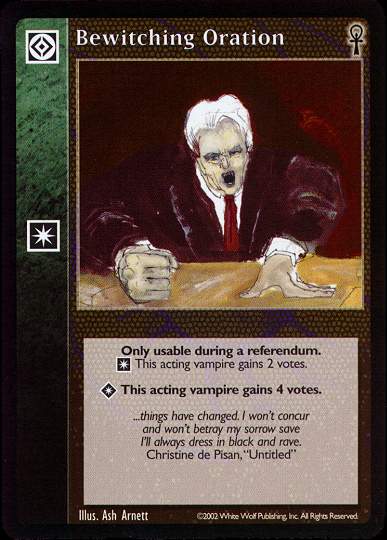 Bewitching Oration
Only usable during a referendum.
This acting vampire gains 2 votes.
This acting vampire gains 4 votes.
...things have changed. I won't concur
and won't betray my sorrow save
I'll always dress in black and rave.
Christine de Pisan, "Untitled"
Illus. Ash Arnett
©2002 White Wolf Publishing, Inc. All Rights Reserved.